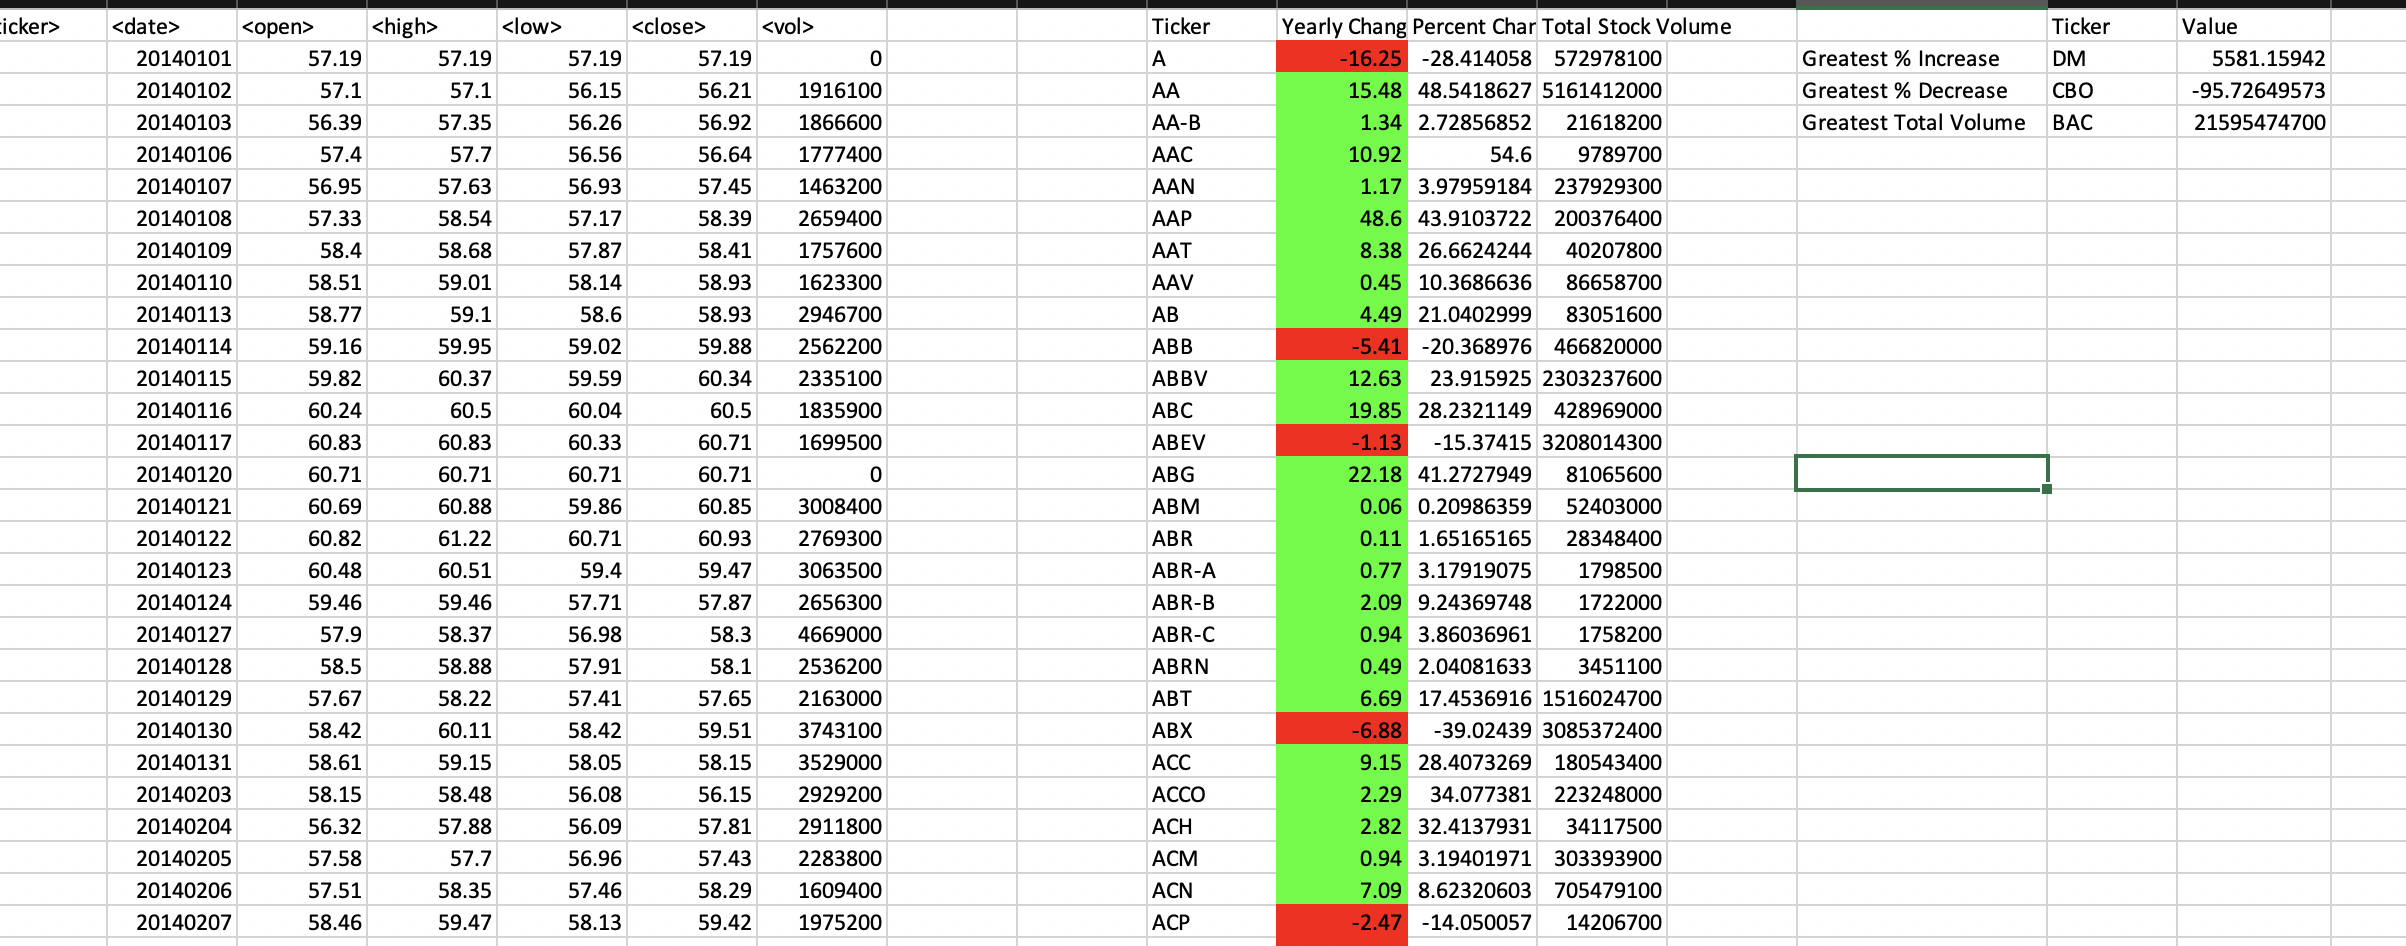 icker> <date> <open> <high> <low> <close> <vol> Ticker Yearly Chang Percent Char Total Stock Volume Ticker Value
20140101 57.19 57.19 57.19 57.19 0 A -16.25 -28.414058 572978100 Greatest % Increase DM 5581.15942
20140102 57.1 57.1 56.15 56.21 1916100 AA 15.48 48.5418627 5161412000 Greatest % Decrease CBO -95.72649573
20140103 56.39 57.35 56.26 56.92 1866600 AA-B 1.34 2.72856852 21618200 Greatest Total Volume BAC 21595474700
20140106 57.4 57.7 56.56 56.64 1777400 AAC 10.92 54.6 9789700
20140107 56.95 57.63 56.93 57.45 1463200 AAN 1.17 3.97959184 237929300
20140108 57.33 58.54 57.17 58.39 2659400 AAP 48.6 43.9103722 200376400
20140109 58.4 58.68 57.87 58.41 1757600 AAT 8.38 26.6624244 40207800
20140110 58.51 59.01 58.14 58.93 1623300 AAV 0.45 10.3686636 86658700
20140113 58.77 59.1 58.6 58.93 2946700 AB 4.49 21.0402999 83051600
20140114 59.16 59.95 59.02 59.88 2562200 ABB -5.41 -20.368976 466820000
20140115 59.82 60.37 59.59 60.34 2335100 ABBV 12.63 23.915925 2303237600
20140116 60.24 60.5 60.04 60.5 1835900 ABC 19.85 28.2321149 428969000
20140117 60.83 60.83 60.33 60.71 1699500 ABEV -1.13 -15.37415 3208014300
20140120 60.71 60.71 60.71 60.71 0 ABG 22.18 41.2727949 81065600
20140121 60.69 60.88 59.86 60.85 3008400 ABM 0.06 0.20986359 52403000
20140122 60.82 61.22 60.71 60.93 2769300 ABR 0.11 1.65165165 28348400
20140123 60.48 60.51 59.4 59.47 3063500 ABR-A 0.77 3.17919075 1798500
20140124 59.46 59.46 57.71 57.87 2656300 ABR-B 2.09 9.24369748 1722000
20140127 57.9 58.37 56.98 58.3 4669000 ABR-C 0.94 3.86036961 1758200
20140128 58.5 58.88 57.91 58.1 2536200 ABRN 0.49 2.04081633 3451100
20140129 57.67 58.22 57.41 57.65 2163000 ABT 6.69 17.4536916 1516024700
20140130 58.42 60.11 58.42 59.51 3743100 ABX -6.88 -39.02439 3085372400
20140131 58.61 59.15 58.05 58.15 3529000 ACC 9.15 28.4073269 180543400
20140203 58.15 58.48 56.08 56.15 2929200 ACCO 2.29 34.077381 223248000
20140204 56.32 57.88 56.09 57.81 2911800 ACH 2.82 32.4137931 34117500
20140205 57.58 57.7 56.96 57.43 2283800 ACM 0.94 3.19401971 303393900
20140206 57.51 58.35 57.46 58.29 1609400 ACN 7.09 8.62320603 705479100
20140207 58.46 59.47 58.13 59.42 1975200 ACP -2.47 -14.050057 14206700